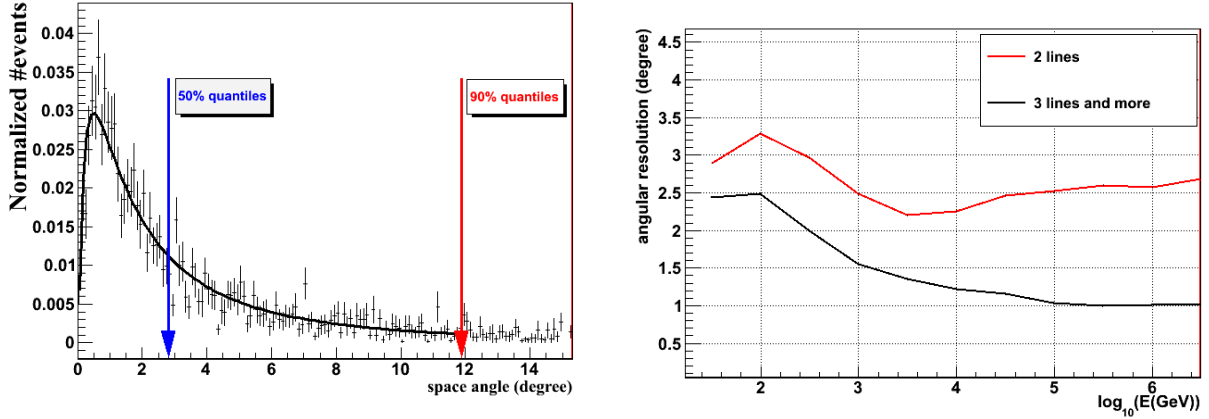 Normalized #events
0.04
0.035
0.03
0.025
0.02
0.015
0.01
0.005
0
0 2 4 6 8 10 12 14
space angle (degree)
50% quantiles
90% quantiles
angular resolution (degree)
4.5
4
3.5
3
2.5
2
1.5
1
0.5
2 3 4 5 6
log10(E(GeV))
2 lines
3 lines and more